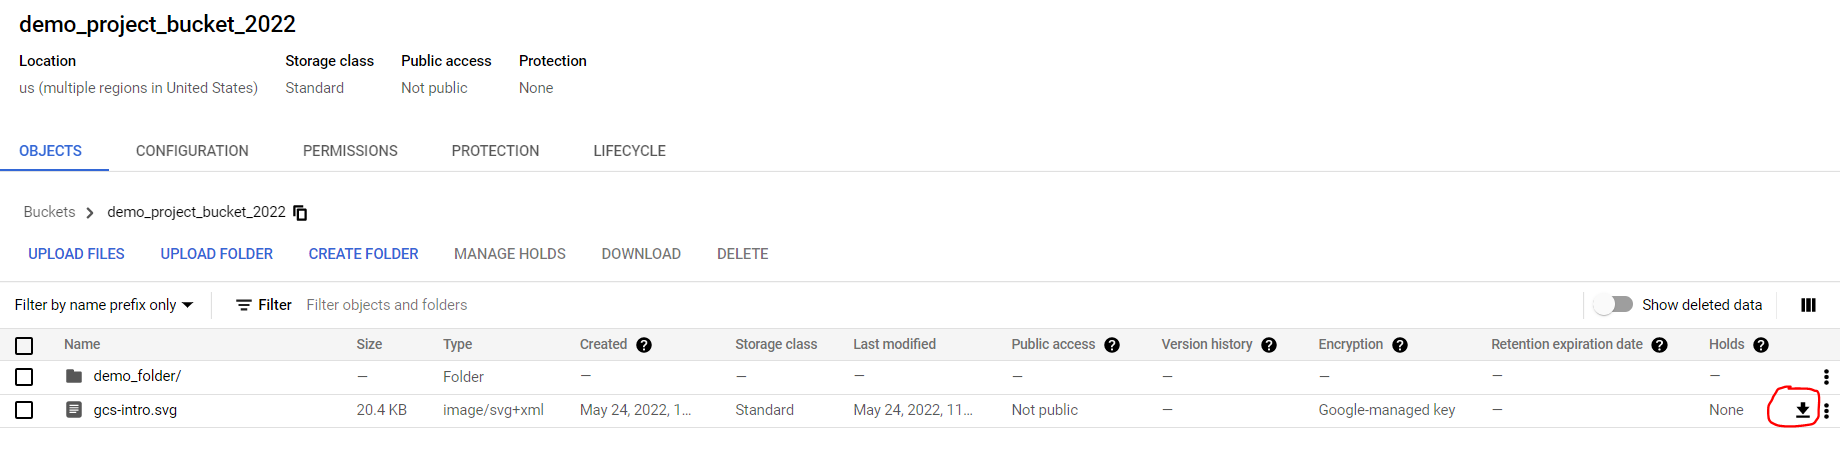 demo_project_bucket_2022
Location Storage class Public access Protection
us (multiple regions in United States) Standard Not public None
OBJECTS CONFIGURATION PERMISSIONS PROTECTION LIFECYCLE
Buckets > demo_project_bucket_2022
UPLOAD FILES UPLOAD FOLDER CREATE FOLDER MANAGE HOLDS DOWNLOAD DELETE
Filter by name prefix only Filter Filter objects and folders Show deleted data
Name Size Type Created ? Storage class Last modified Public access ? Version history ? Encryption ? Retention expiration date ? Holds ?
demo_folder/ — Folder — — — — — — — —
gcs-intro.svg 20.4 KB image/svg+xml May 24, 2022, 1... Standard May 24, 2022, 11... Not public — Google-managed key — None